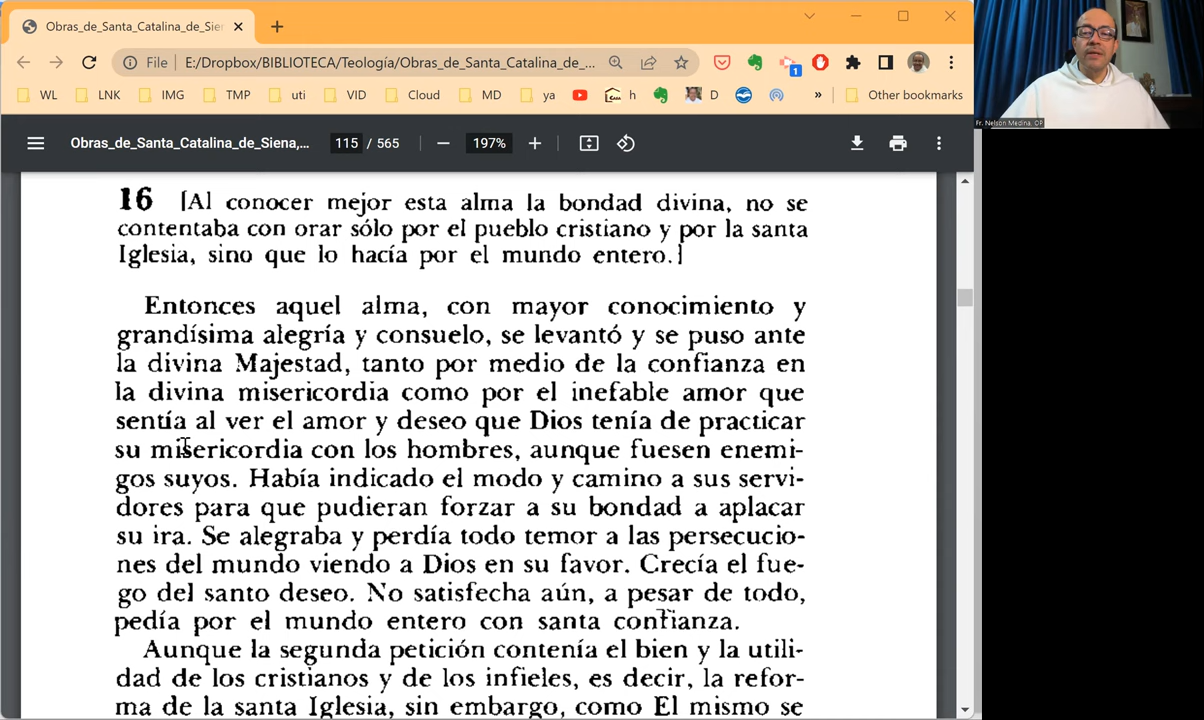 Obras_de_Santa_Catalina_de_Sie
File
E:/Dropbox/BIBLIOTECA/Teología/Obras_de_Santa_Catalina_de_...
1
WL LNK IMG TMP uti VID Cloud MD ya h D » Other bookmarks
Obras_de_Santa_Catalina_de_Siena,... 115 / 565 197%
Fr. Nelson Medina, OP
16 [Al conocer mejor esta alma la bondad divina, no se
contentaba con orar sólo por el pueblo cristiano y por la santa
Iglesia, sino que lo hacía por el mundo entero.]
Entonces aquel alma, con mayor conocimiento y
grandísima alegría y consuelo, se levantó y se puso ante
la divina Majestad, tanto por medio de la confianza en
la divina misericordia como por el inefable amor que
sentía al ver el amor y deseo que Dios tenía de practicar
su misericordia con los hombres, aunque fuesen enemi-
gos suyos. Había indicado el modo y camino a sus servi-
dores para que pudieran forzar a su bondad a aplacar
su ira. Se alegraba y perdía todo temor a las persecucio-
nes del mundo viendo a Dios en su favor. Crecía el fue-
go del santo deseo. No satisfecha aún, a pesar de todo,
pedía por el mundo entero con santa confianza.
Aunque la segunda petición contenía el bien y la utili-
dad de los cristianos y de los infieles, es decir, la refor-
ma de la santa Iglesia, sin embargo, como El mismo se